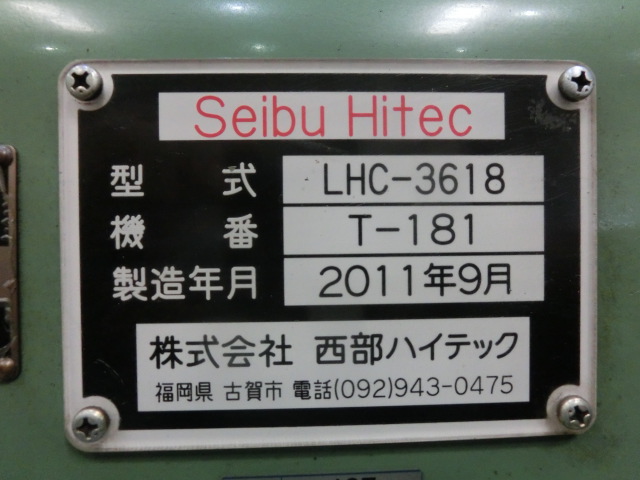 Seibu Hitec
型式 LHC-3618
機番 T-181
製造年月 2011年9月
株式会社 西部ハイテック
福岡県 古賀市 電話(092)943-0475